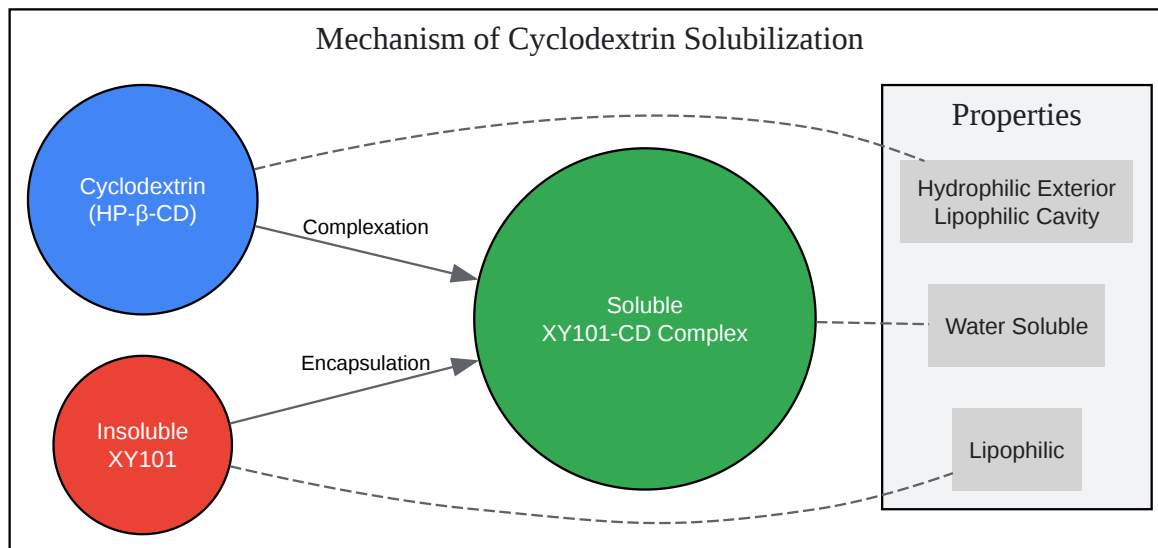 Mechanism of Cyclodextrin Solubilization
Properties
Cyclodextrin
(HP-β-CD)
Complexation
Hydrophilic Exterior
Lipophilic Cavity
Soluble
XY101-CD Complex
Water Soluble
Encapsulation
Insoluble
XY101
Lipophilic